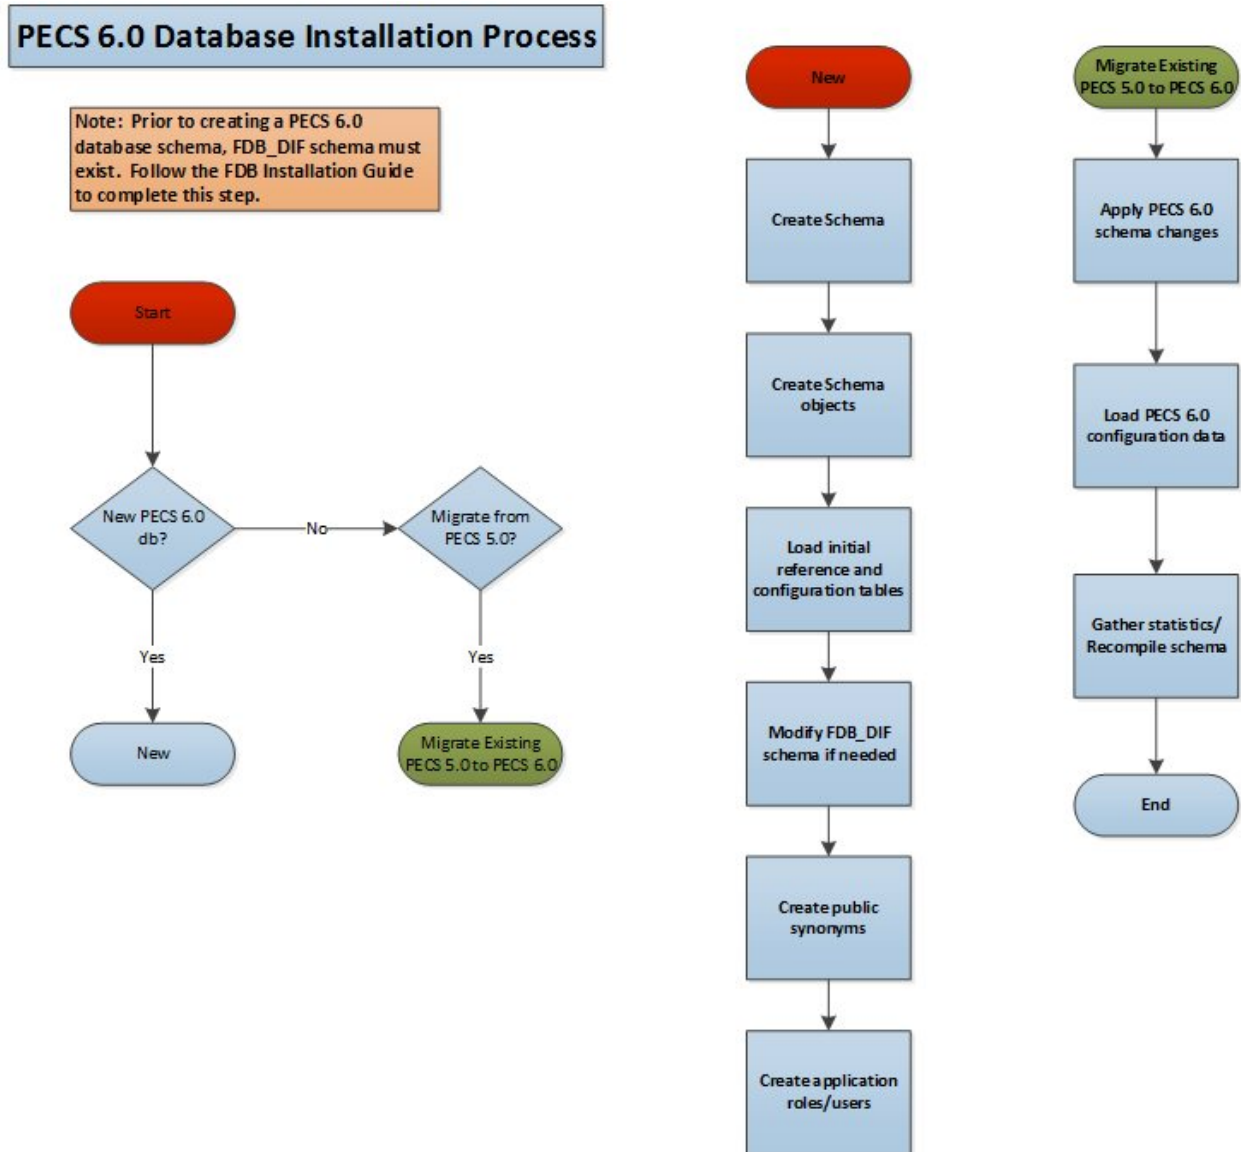 PECS 6.0 Database Installation Process
Note: Prior to creating a PECS 6.0
database schema, FDB_DIF schema must
exist. Follow the FDB Installation Guide
to complete this step.
Start
New PECS 6.0
db?
No
Migrate from
PECS 5.0?
Yes
Yes
New
Migrate Existing
PECS 5.0 to PECS 6.0
New
Create Schema
Create Schema
objects
Load initial
reference and
configuration tables
Modify FDB_DIF
schema if needed
Create public
synonyms
Create application
roles/users
Migrate Existing
PECS 5.0 to PECS 6.0
Apply PECS 6.0
schema changes
Load PECS 6.0
configuration data
Gather statistics/
Recompile schema
End